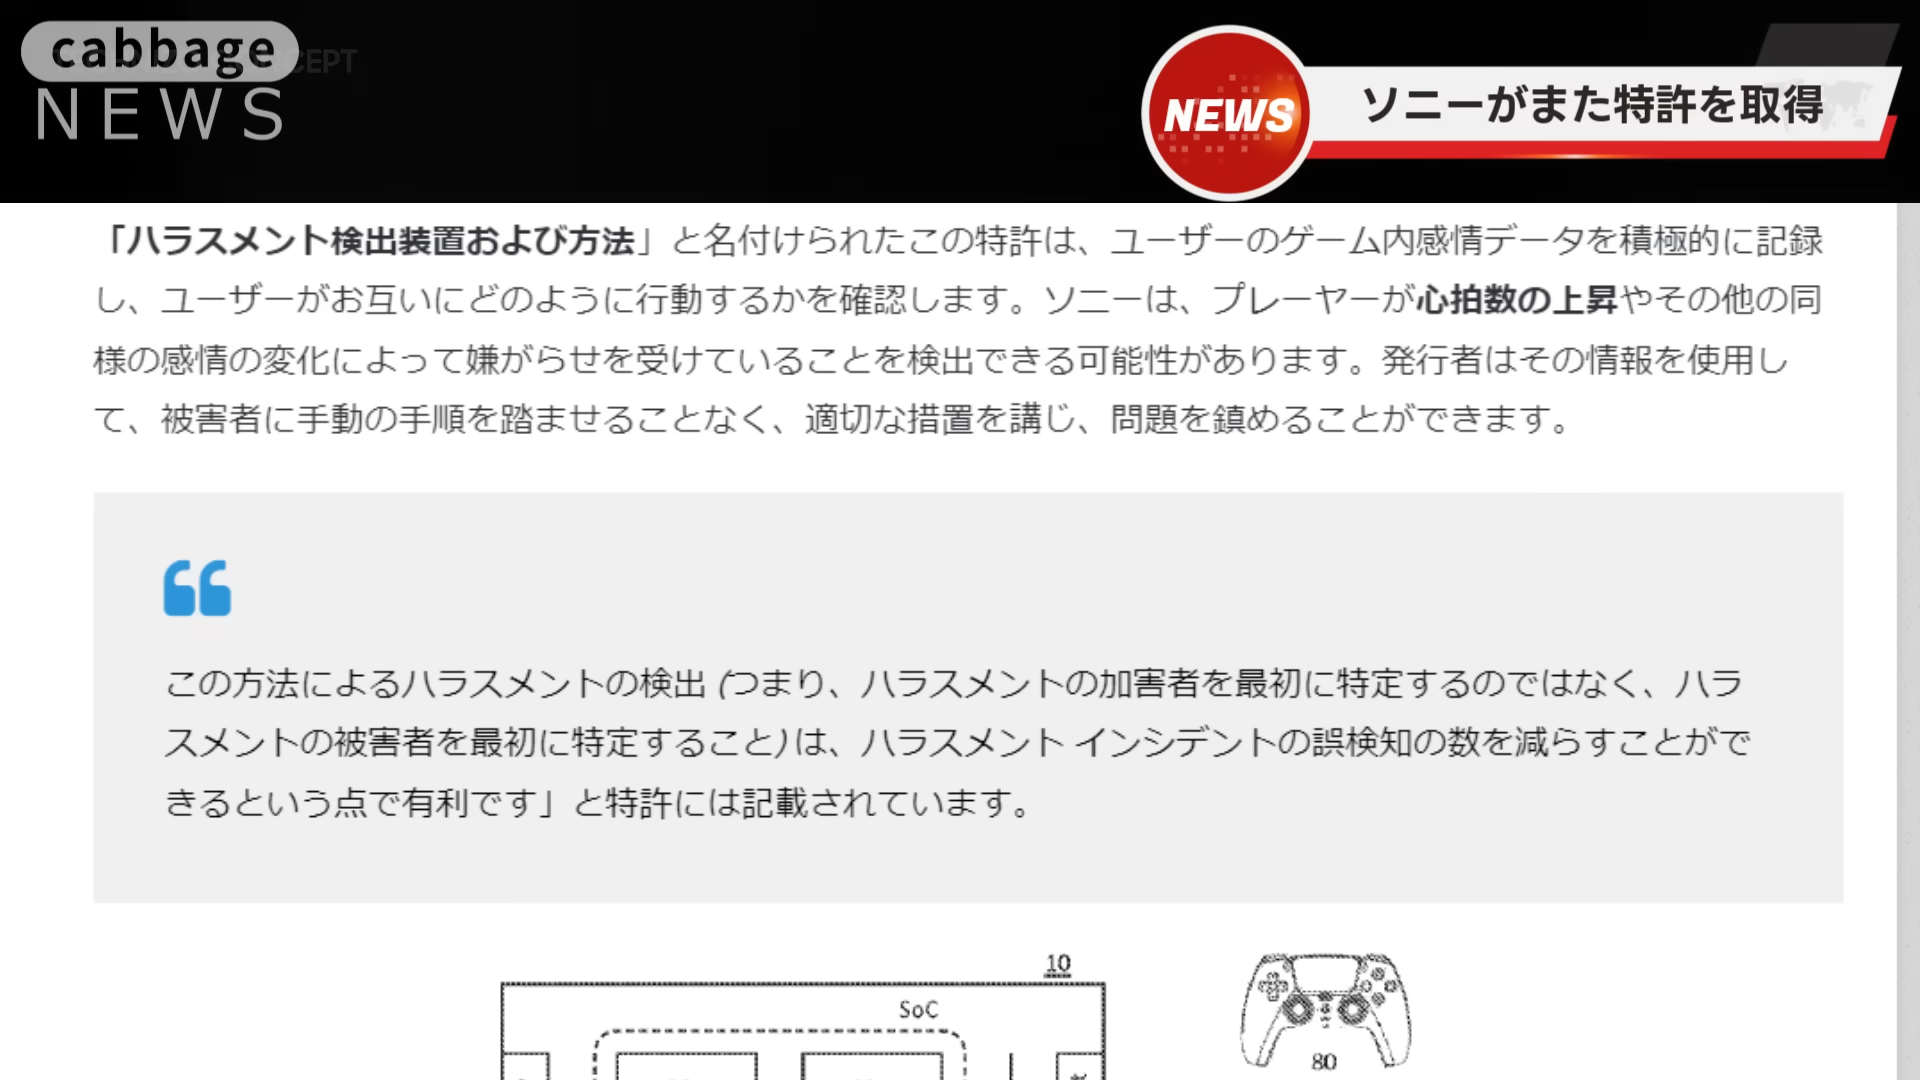 cabbage
NEWS
NEWS
ソニーがまた特許を取得
「ハラスメント検出装置および方法」と名付けられたこの特許は、ユーザーのゲーム内感情データを積極的に記録
し、ユーザーがお互いにどのように行動するかを確認します。ソニーは、プレーヤーが心拍数の上昇やその他の同
様の感情の変化によって嫌がらせを受けていることを検出できる可能性があります。発行者はその情報を使用し
て、被害者に手動の手順を踏ませることなく、適切な措置を講じ、問題を鎮めることができます。
この方法によるハラスメントの検出 (つまり、ハラスメントの加害者を最初に特定するのではなく、ハラ
スメントの被害者を最初に特定すること) は、ハラスメント インシデントの誤検知の数を減らすことがで
きるという点で有利です」と特許には記載されています。
10
SoC
80